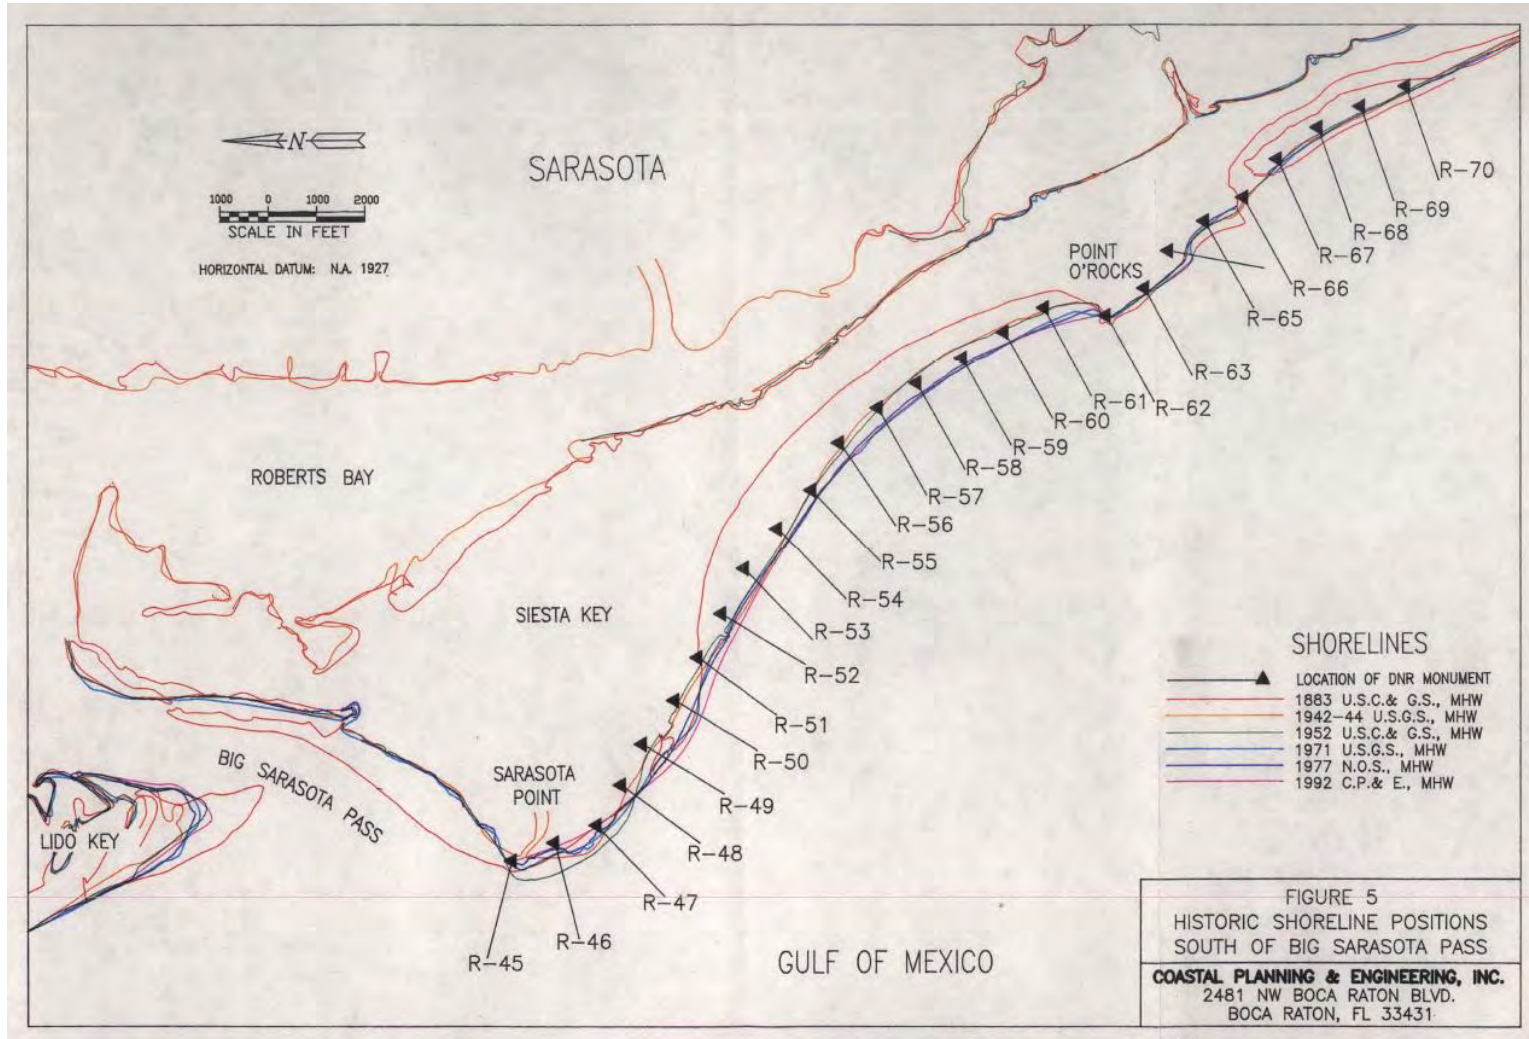 N
1000 0 1000 2000
SCALE IN FEET
HORIZONTAL DATUM: N.A. 1927
SARASOTA
ROBERTS BAY
SIESTA KEY
BIG SARASOTA PASS
LIDO KEY
SARASOTA
POINT
POINT
O'ROCKS
R-70
R-69
R-68
R-67
R-66
R-65
R-63
R-62
R-61
R-60
R-59
R-58
R-57
R-56
R-55
R-54
R-53
R-52
R-51
R-50
R-49
R-48
R-47
R-46
R-45
GULF OF MEXICO
SHORELINES
LOCATION OF DNR MONUMENT
1883 U.S.C.& G.S., MHW
1942-44 U.S.G.S., MHW
1952 U.S.C.& G.S., MHW
1971 U.S.G.S., MHW
1977 N.O.S., MHW
1992 C.P.& E., MHW
FIGURE 5
HISTORIC SHORELINE POSITIONS
SOUTH OF BIG SARASOTA PASS
COASTAL PLANNING & ENGINEERING, INC.
2481 NW BOCA RATON BLVD.
BOCA RATON, FL 33431